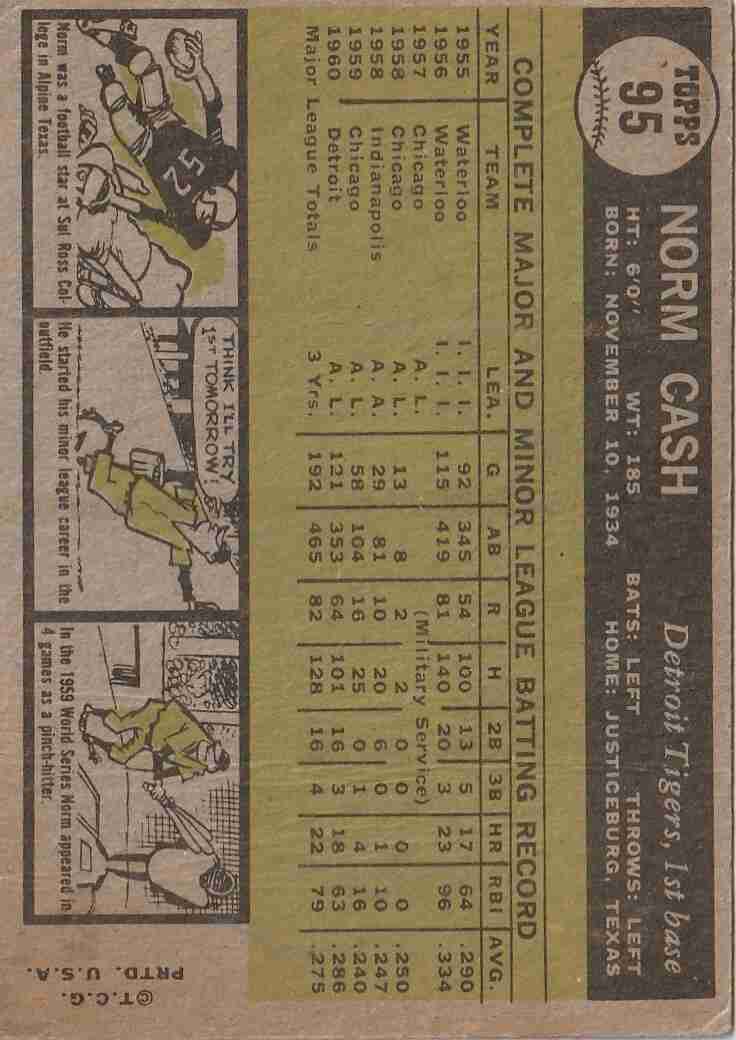 TOPPS
95
NORM CASH
Detroit Tigers, 1st base
HT: 6'0" WT: 185 BATS: LEFT THROWS: LEFT
BORN: NOVEMBER 10, 1934 HOME: JUSTICEBURG, TEXAS
COMPLETE MAJOR AND MINOR LEAGUE BATTING RECORD
YEAR TEAM LEA. G AB R H 2B 3B HR RBI AVG.
1955 Waterloo I. I. I. 92 345 54 100 13 5 17 64 .290
1956 Waterloo I. I. I. 115 419 81 140 20 3 23 96 .334
1957 Chicago A. L. (Military Service)
1958 Chicago A. L. 13 8 2 2 0 0 0 0 .250
1958 Indianapolis A. A. 29 81 10 20 6 0 1 10 .247
1959 Chicago A. L. 58 104 16 25 0 1 4 16 .240
1960 Detroit A. L. 121 353 64 101 16 3 18 63 .286
Major League Totals 3 Yrs. 192 465 82 128 16 4 22 79 .275
52
Norm was a football star at Sul Ross Col-
lege in Alpine Texas.
THINK I'LL TRY
1ST TOMORROW!
He started his minor league career in the
outfield.
In the 1959 World Series Norm appeared in
4 games as a pinch-hitter.
©T.C.G.
PRTD. U.S.A.